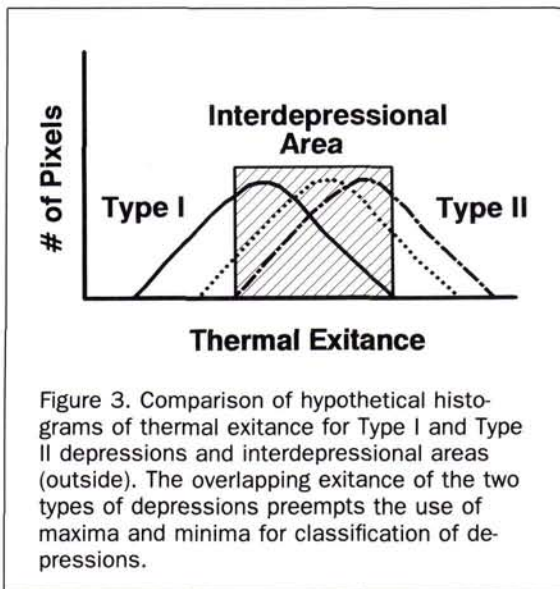 Interdepressional
Area
# of Pixels
Type I
Type II
Thermal Exitance
Figure 3. Comparison of hypothetical histo-
grams of thermal exitance for Type I and Type
II depressions and interdepressional areas
(outside). The overlapping exitance of the two
types of depressions preempts the use of
maxima and minima for classification of de-
pressions.